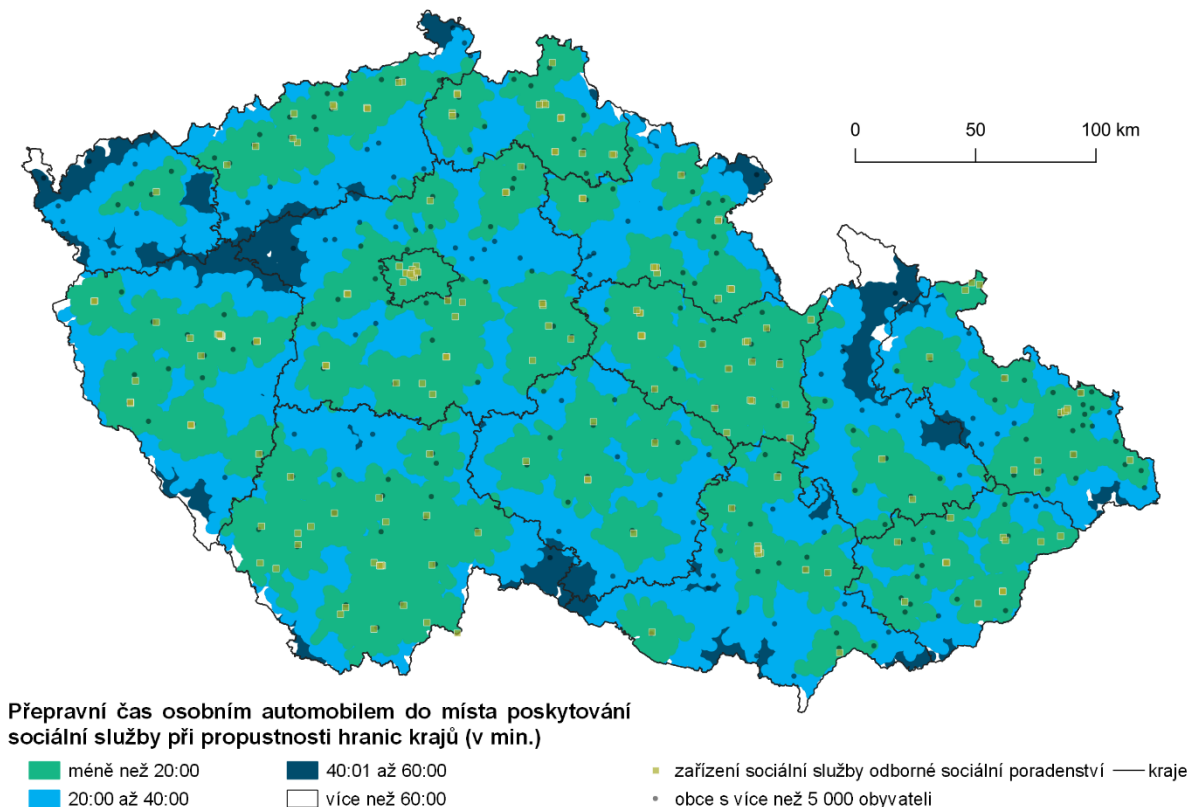 0 50 100 km
Přepravní čas osobním automobilem do místa poskytování
sociální služby při propustnosti hranic krajů (v min.)
méně než 20:00
20:00 až 40:00
40:01 až 60:00
více než 60:00
zařízení sociální služby odborné sociální poradenství
kraje
obce s více než 5 000 obyvateli